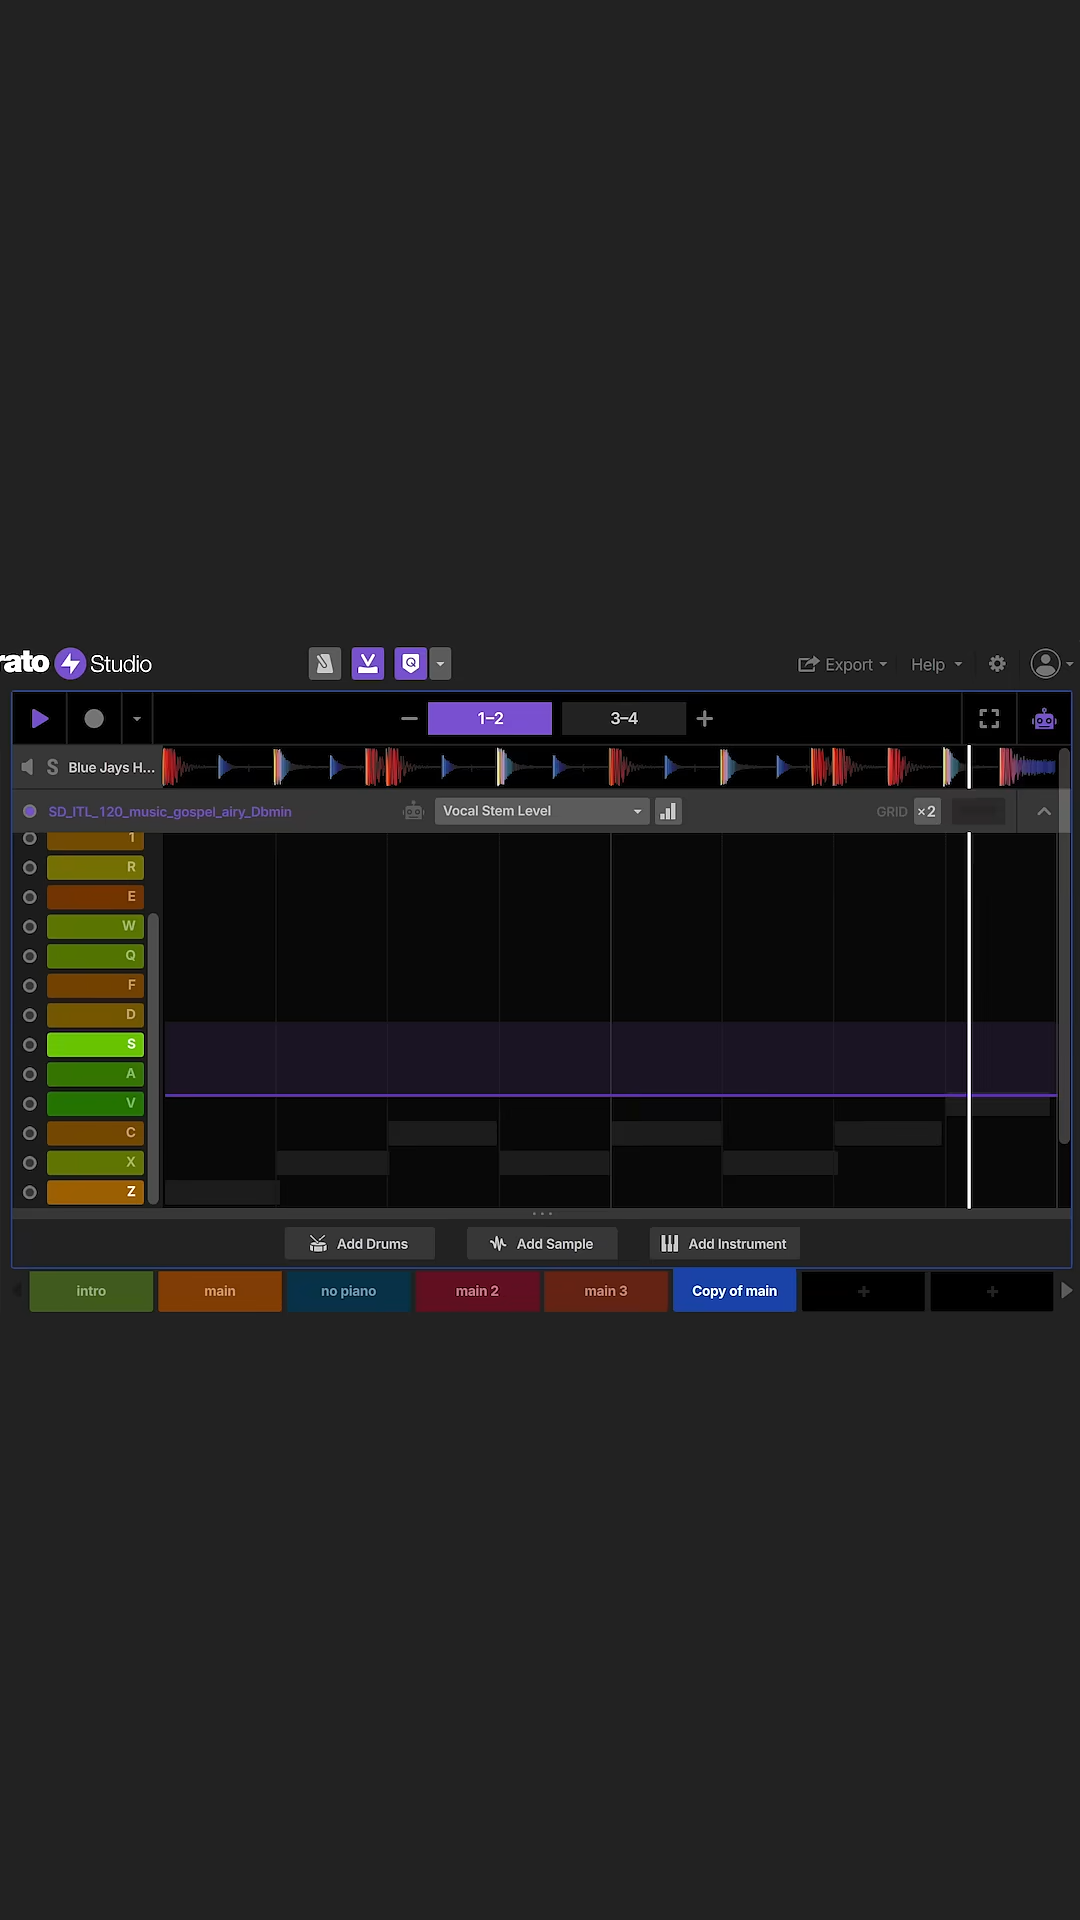 rato Studio
Q
Export
Help
1–2
3–4
S Blue Jays H...
SD_ITL_120_music_gospel_airy_Dbmin
Vocal Stem Level
GRID ×2
1
R
E
W
Q
F
D
S
A
V
C
X
Z
Add Drums
Add Sample
Add Instrument
intro
main
no piano
main 2
main 3
Copy of main